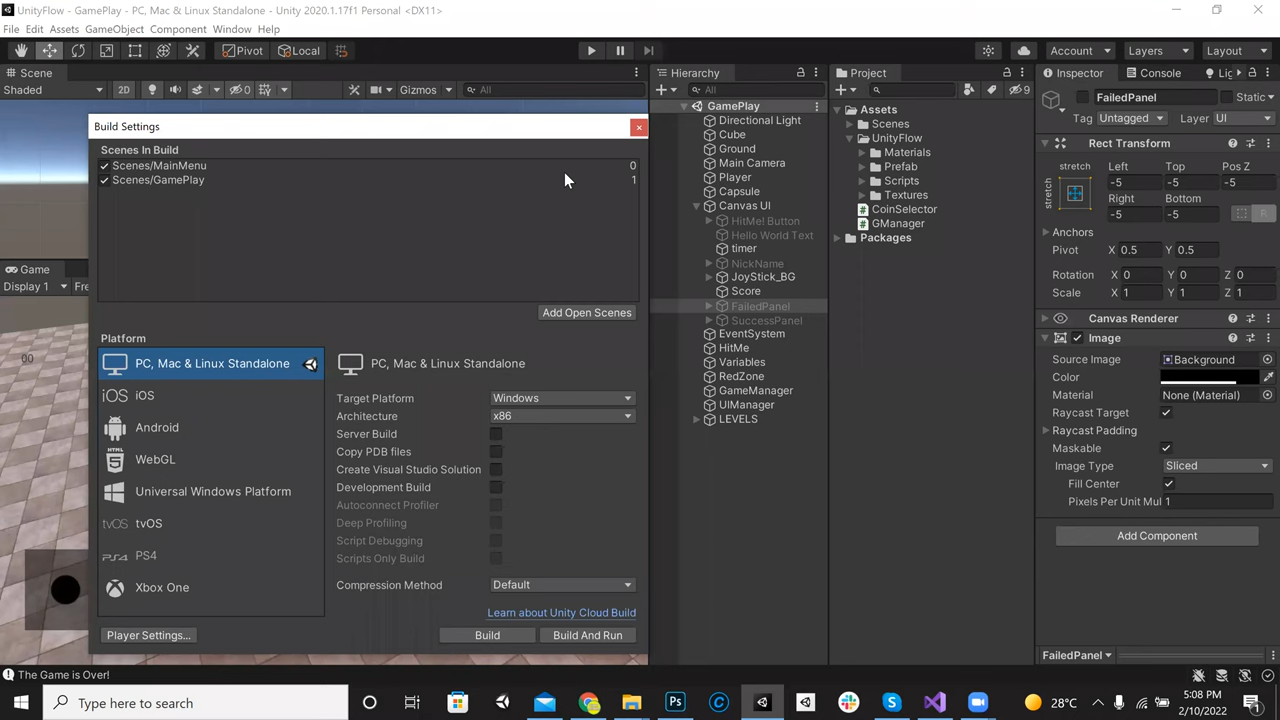 UnityFlow - GamePlay - PC, Mac & Linux Standalone - Unity 2020.1.17f1 Personal <DX11>
File Edit Assets GameObject Component Window Help
Pivot Local Account Layers Layout
Scene
Shaded 2D 0 Gizmos All
Hierarchy
All
GamePlay
Directional Light
Cube
Ground
Main Camera
Player
Capsule
Canvas UI
HitMe! Button
Hello World Text
timer
NickName
JoyStick_BG
Score
FailedPanel
SuccessPanel
EventSystem
HitMe
Variables
RedZone
GameManager
UIManager
LEVELS
Project
9
Assets
Scenes
UnityFlow
Materials
Prefab
Scripts
Textures
CoinSelector
GManager
Packages
Inspector Console Lig
FailedPanel Static
Tag Untagged Layer UI
Rect Transform
stretch Left Top Pos Z
stretch -5 -5 -5
Right Bottom
-5 -5 R
Anchors
Pivot X 0.5 Y 0.5
Rotation X 0 Y 0 Z 0
Scale X 1 Y 1 Z 1
Canvas Renderer
Image
Source Image Background
Color
Material None (Material)
Raycast Target
Raycast Padding
Maskable
Image Type Sliced
Fill Center
Pixels Per Unit Mul 1
Add Component
FailedPanel
Game
Display 1 Fre
00
Build Settings
Scenes In Build
Scenes/MainMenu 0
Scenes/GamePlay 1
Add Open Scenes
Platform
PC, Mac & Linux Standalone
iOS iOS
Android
HTML WebGL
Universal Windows Platform
tvOS tvOS
PS4
Xbox One
PC, Mac & Linux Standalone
Target Platform Windows
Architecture x86
Server Build
Copy PDB files
Create Visual Studio Solution
Development Build
Autoconnect Profiler
Deep Profiling
Script Debugging
Scripts Only Build
Compression Method Default
Learn about Unity Cloud Build
Player Settings... Build Build And Run
The Game is Over!
Type here to search
Ps
28°C
5:08 PM
2/10/2022